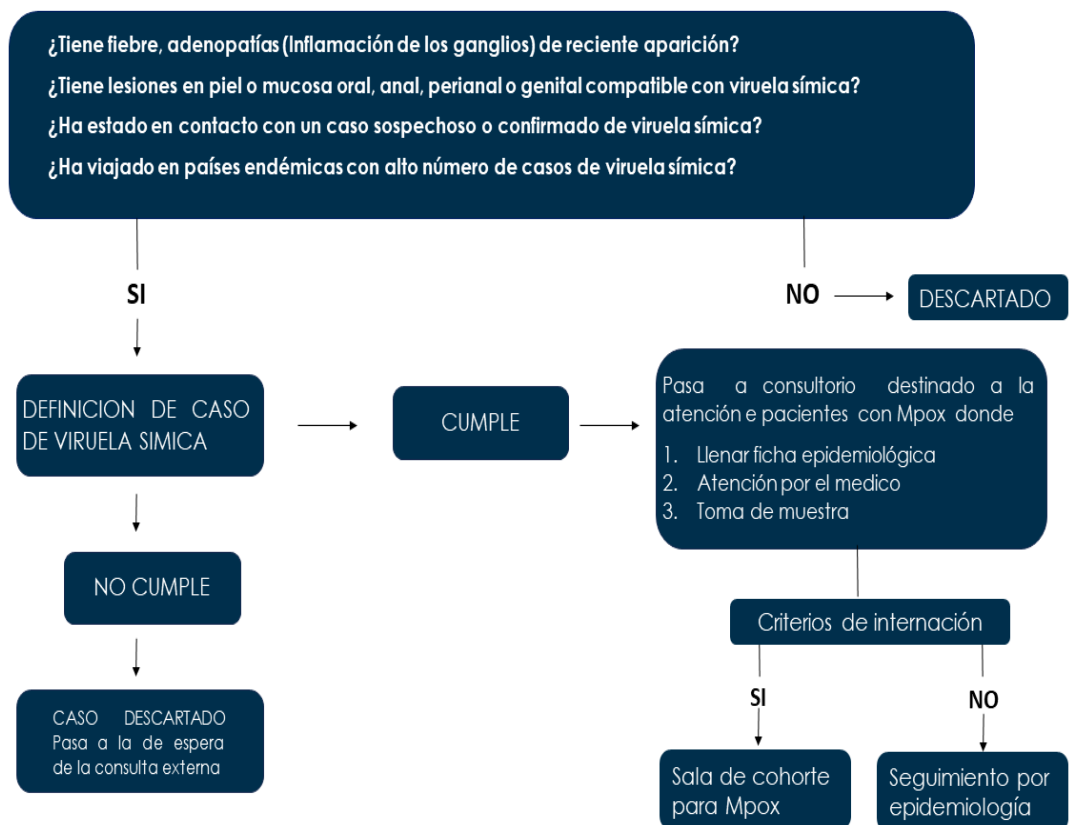 ¿Tiene fiebre, adenopatías (Inflamación de los ganglios) de reciente aparición?
¿Tiene lesiones en piel o mucosa oral, anal, perianal o genital compatible con viruela símica?
¿Ha estado en contacto con un caso sospechoso o confirmado de viruela símica?
¿Ha viajado en países endémicas con alto número de casos de viruela símica?
SI
NO
DESCARTADO
DEFINICION DE CASO
DE VIRUELA SIMICA
CUMPLE
Pasa a consultorio destinado a la
atención e pacientes con Mpox donde
1. Llenar ficha epidemiológica
2. Atención por el medico
3. Toma de muestra
NO CUMPLE
Criterios de internación
CASO DESCARTADO
Pasa a la de espera
de la consulta externa
SI
NO
Sala de cohorte
para Mpox
Seguimiento por
epidemiología